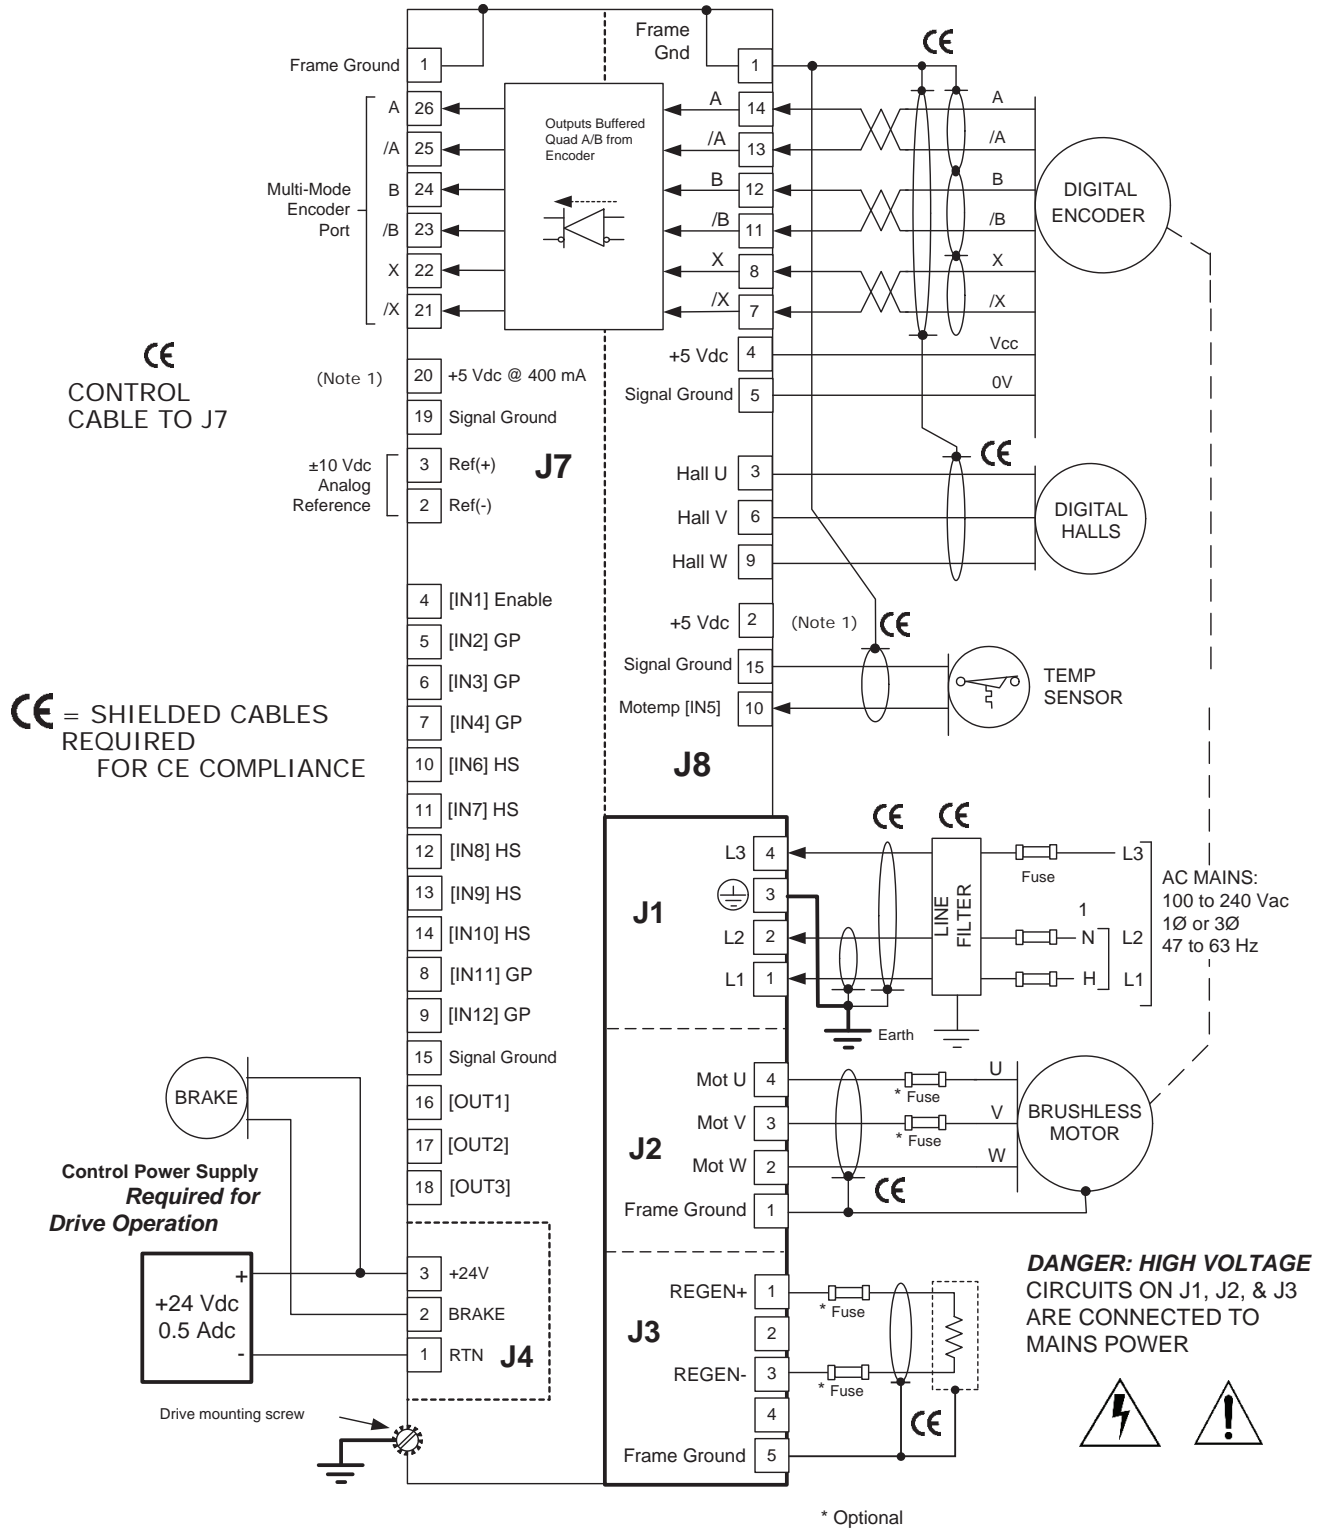 Frame
Gnd
CE
Frame Ground 1
1
A 26
/A 25
B 24
/B 23
X 22
/X 21
Multi-Mode
Encoder
Port
Outputs Buffered
Quad A/B from
Encoder
A 14
/A 13
B 12
/B 11
X 8
/X 7
A
/A
B
/B
X
/X
Vcc
0V
DIGITAL
ENCODER
+5 Vdc 4
Signal Ground 5
CE
CONTROL
CABLE TO J7
(Note 1) 20 +5 Vdc @ 400 mA
19 Signal Ground
±10 Vdc
Analog
Reference
3 Ref(+)
2 Ref(-)
J7
Hall U 3
Hall V 6
Hall W 9
CE
DIGITAL
HALLS
4 [IN1] Enable
5 [IN2] GP
6 [IN3] GP
7 [IN4] GP
10 [IN6] HS
11 [IN7] HS
12 [IN8] HS
13 [IN9] HS
14 [IN10] HS
8 [IN11] GP
9 [IN12] GP
15 Signal Ground
16 [OUT1]
17 [OUT2]
18 [OUT3]
+5 Vdc 2 (Note 1) CE
Signal Ground 15
Motemp [IN5] 10
TEMP
SENSOR
J8
CE = SHIELDED CABLES
REQUIRED
FOR CE COMPLIANCE
J1
L3 4
3
L2 2
L1 1
CE CE
LINE
FILTER
Fuse
L3
1
N L2
H L1
AC MAINS:
100 to 240 Vac
1Ø or 3Ø
47 to 63 Hz
Earth
J2
Mot U 4
Mot V 3
Mot W 2
Frame Ground 1
* Fuse
* Fuse
U
V
W
CE
BRUSHLESS
MOTOR
BRAKE
Control Power Supply
Required for
Drive Operation
+
+24 Vdc
0.5 Adc
-
3 +24V
2 BRAKE
1 RTN
J4
Drive mounting screw
J3
REGEN+ 1
2
REGEN- 3
4
Frame Ground 5
* Fuse
* Fuse
CE
DANGER: HIGH VOLTAGE
CIRCUITS ON J1, J2, & J3
ARE CONNECTED TO
MAINS POWER
* Optional